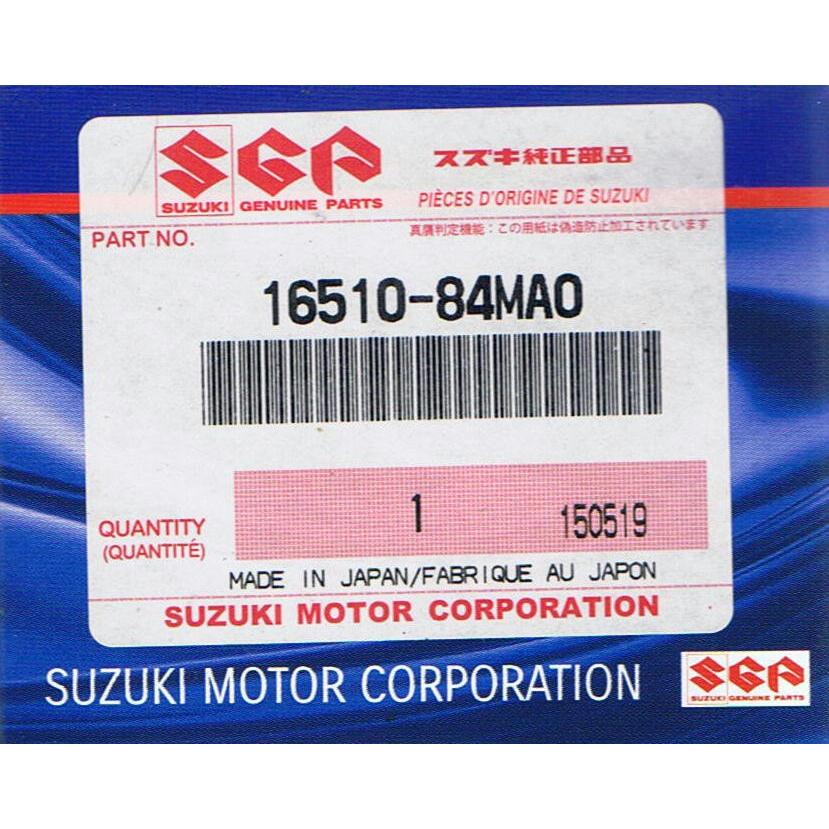 SGP
SUZUKI GENUINE PARTS
スズキ純正部品
PIÈCES D'ORIGINE DE SUZUKI
真贋判定機能：この用紙は偽造防止加工されています
PART NO.
16510-84MA0
QUANTITY
(QUANTITÉ)
1
150519
MADE IN JAPAN/FABRIQUE AU JAPON
SUZUKI MOTOR CORPORATION
SUZUKI MOTOR CORPORATION
SGP
SUZUKI GENUINE PARTS